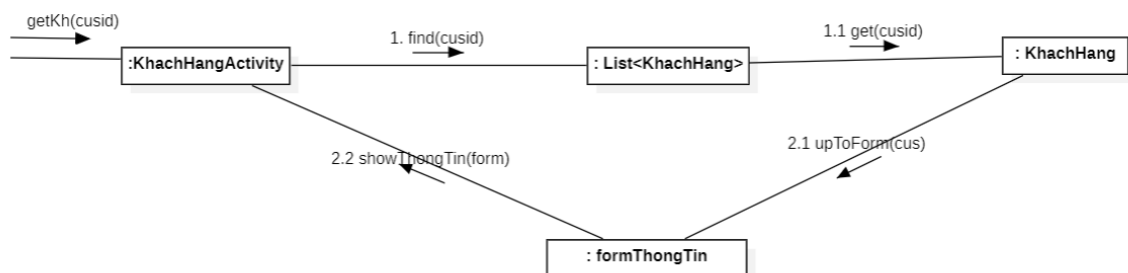 getKh(cusid)
1. find(cusid)
1.1 get(cusid)
:KhachHangActivity
: List<KhachHang>
: KhachHang
2.2 showThongTin(form)
2.1 upToForm(cus)
: formThongTin